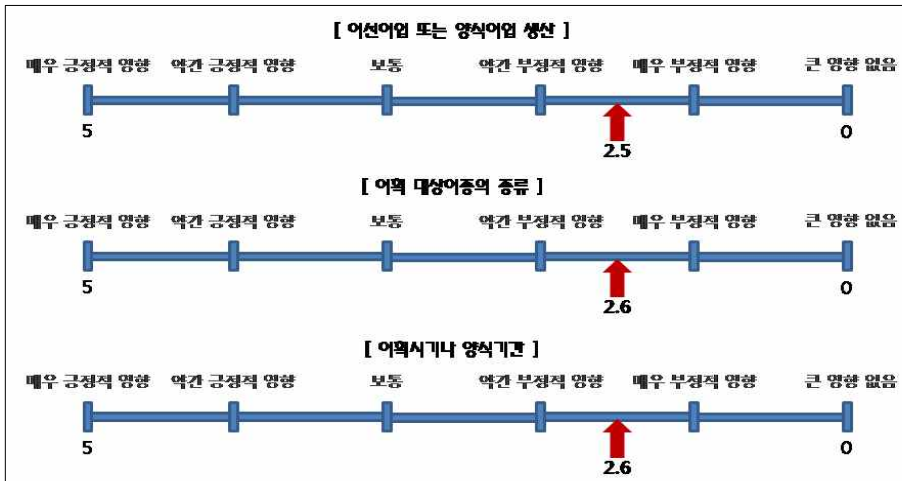 [ 어선어업 또는 양식어업 생산 ]
매우 긍정적 영향 약간 긍정적 영향 보통 약간 부정적 영향 매우 부정적 영향 큰 영향 없음
5 0
2.5
[ 어획 대상어종의 종류 ]
매우 긍정적 영향 약간 긍정적 영향 보통 약간 부정적 영향 매우 부정적 영향 큰 영향 없음
5 0
2.6
[ 어획시기나 양식기간 ]
매우 긍정적 영향 약간 긍정적 영향 보통 약간 부정적 영향 매우 부정적 영향 큰 영향 없음
5 0
2.6